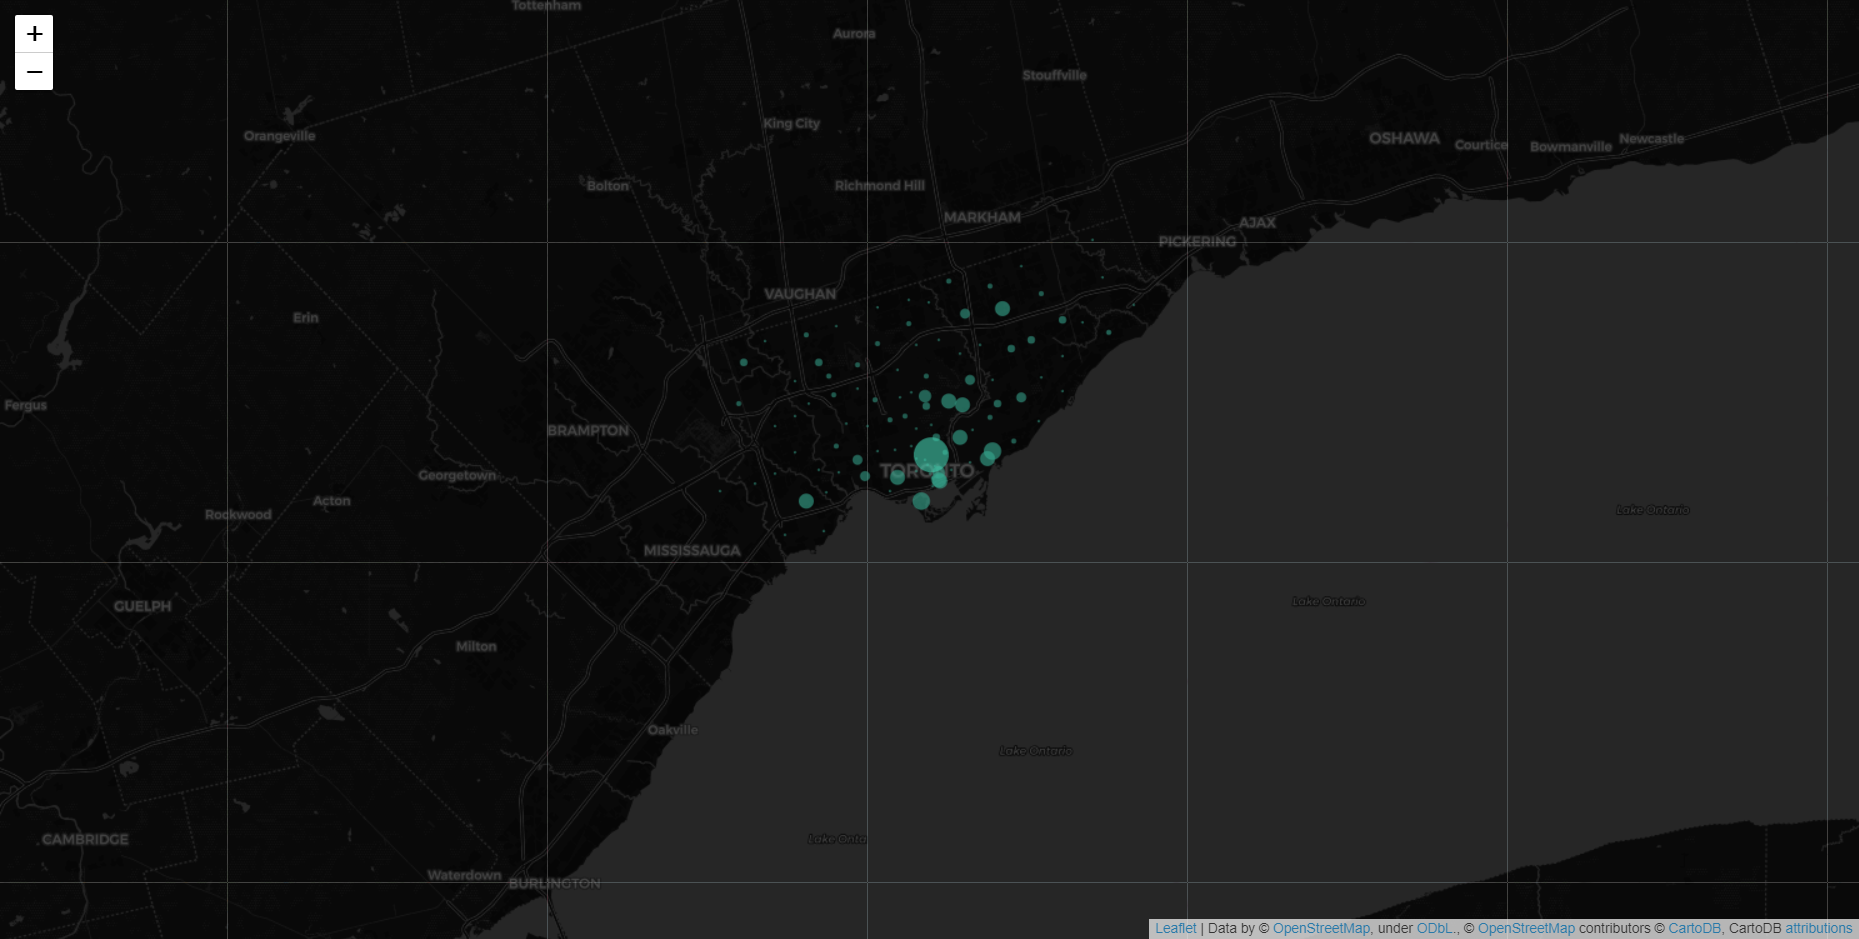 +
−
Tottenham
Aurora
Stouffville
King City
Orangeville
OSHAWA
Courtice
Bowmanville
Newcastle
Bolton
Richmond Hill
MARKHAM
AJAX
PICKERING
VAUGHAN
Erin
Fergus
BRAMPTON
TORONTO
Georgetown
Acton
Rockwood
Lake Ontario
MISSISSAUGA
Lake Ontario
GUELPH
Milton
Oakville
Lake Ontario
CAMBRIDGE
Lake Onta
Waterdown
BURLINGTON
Leaflet | Data by © OpenStreetMap, under ODbL., © OpenStreetMap contributors © CartoDB, CartoDB attributions